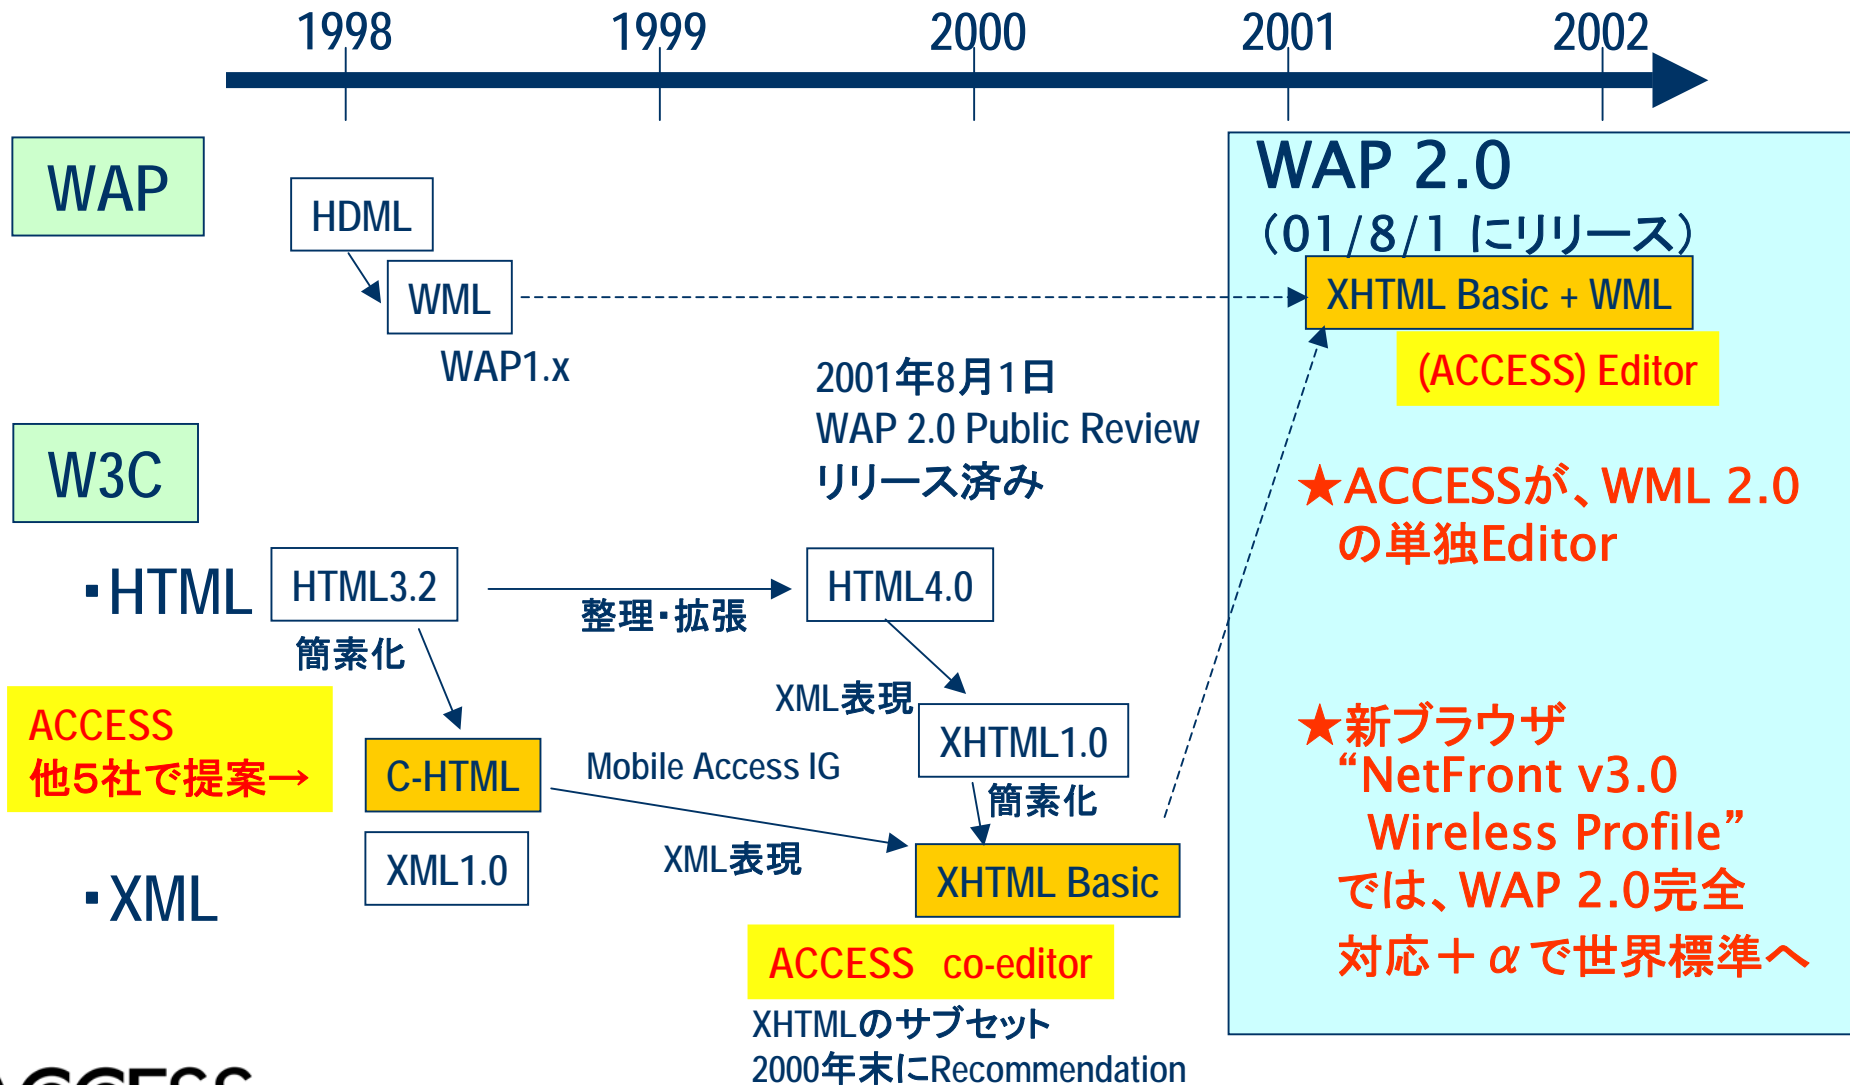 1998 1999 2000 2001 2002
WAP
HDML
WML
WAP1.x
WAP 2.0
（01/8/1 にリリース）
XHTML Basic + WML
(ACCESS) Editor
2001年8月1日
WAP 2.0 Public Review
リリース済み
W3C
★ACCESSが、WML 2.0
の単独Editor
▪HTML
HTML3.2
整理▪拡張
HTML4.0
簡素化
XML表現
XHTML1.0
ACCESS
他5社で提案→
C-HTML
Mobile Access IG
簡素化
XML表現
XHTML Basic
XML1.0
▪XML
★新ブラウザ
“NetFront v3.0
Wireless Profile”
では、WAP 2.0完全
対応＋αで世界標準へ
ACCESS co-editor
XHTMLのサブセット
2000年末にRecommendation
ACCESS